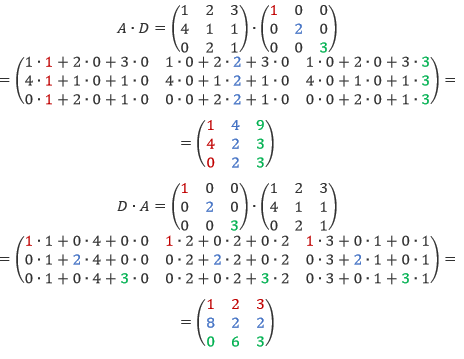 1 2 3 1 0 0
A · D = ( 4 1 1 ) · ( 0 2 0 )
0 2 1 0 0 3
1 · 1 + 2 · 0 + 3 · 0 1 · 0 + 2 · 2 + 3 · 0 1 · 0 + 2 · 0 + 3 · 3
= ( 4 · 1 + 1 · 0 + 1 · 0 4 · 0 + 1 · 2 + 1 · 0 4 · 0 + 1 · 0 + 1 · 3 ) =
0 · 1 + 2 · 0 + 1 · 0 0 · 0 + 2 · 2 + 1 · 0 0 · 0 + 2 · 0 + 1 · 3
1 4 9
= ( 4 2 3 )
0 2 3
1 0 0 1 2 3
D · A = ( 0 2 0 ) · ( 4 1 1 )
0 0 3 0 2 1
1 · 1 + 0 · 4 + 0 · 0 1 · 2 + 0 · 2 + 0 · 2 1 · 3 + 0 · 1 + 0 · 1
= ( 0 · 1 + 2 · 4 + 0 · 0 0 · 2 + 2 · 2 + 0 · 2 0 · 3 + 2 · 1 + 0 · 1 ) =
0 · 1 + 0 · 4 + 3 · 0 0 · 2 + 0 · 2 + 3 · 2 0 · 3 + 0 · 1 + 3 · 1
1 2 3
= ( 8 2 2 )
0 6 3